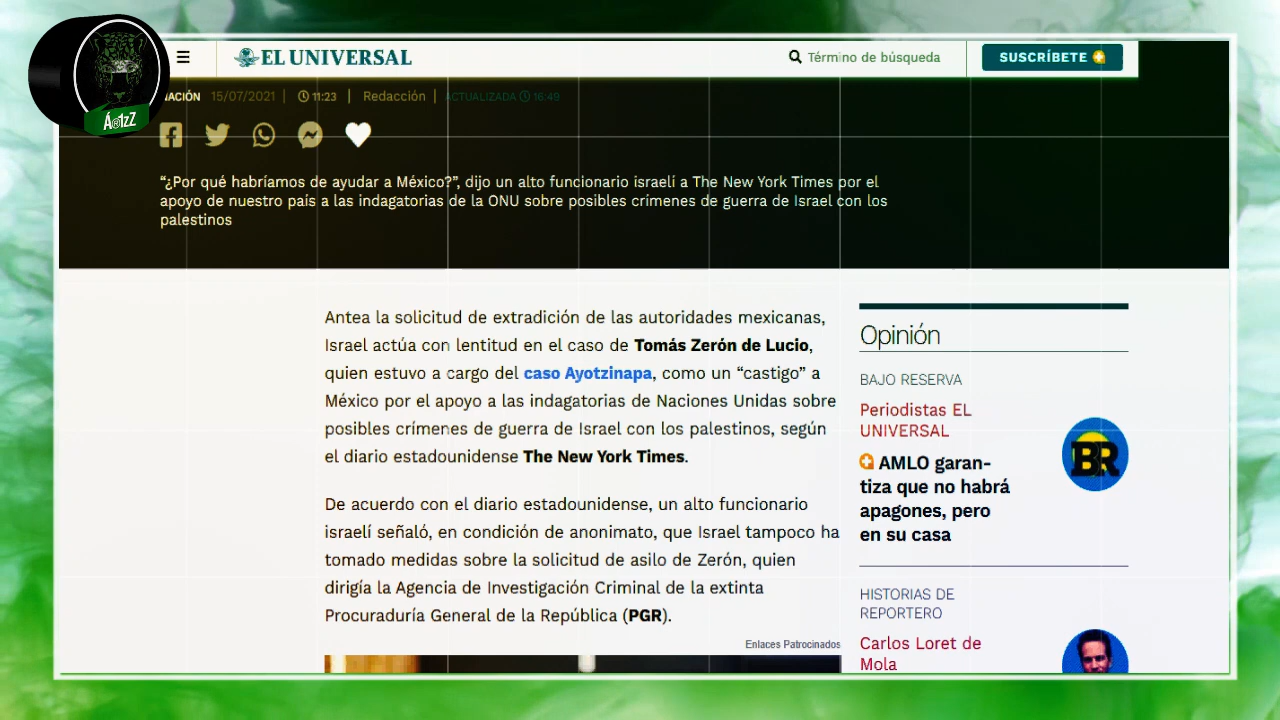 EL UNIVERSAL
Término de búsqueda
SUSCRÍBETE
15/07/2021 | 11:23 | Redacción | ACTUALIZADA 16:49
Á@1zZ
“¿Por qué habríamos de ayudar a México?”, dijo un alto funcionario israelí a The New York Times por el
apoyo de nuestro país a las indagatorias de la ONU sobre posibles crímenes de guerra de Israel con los
palestinos
Antea la solicitud de extradición de las autoridades mexicanas,
Israel actúa con lentitud en el caso de Tomás Zerón de Lucio,
quien estuvo a cargo del caso Ayotzinapa, como un “castigo” a
México por el apoyo a las indagatorias de Naciones Unidas sobre
posibles crímenes de guerra de Israel con los palestinos, según
el diario estadounidense The New York Times.
De acuerdo con el diario estadounidense, un alto funcionario
israelí señaló, en condición de anonimato, que Israel tampoco ha
tomado medidas sobre la solicitud de asilo de Zerón, quien
dirigía la Agencia de Investigación Criminal de la extinta
Procuraduría General de la República (PGR).
Enlaces Patrocinados
Opinión
BAJO RESERVA
Periodistas EL
UNIVERSAL
BR
AMLO garan-
tiza que no habrá
apagones, pero
en su casa
HISTORIAS DE
REPORTERO
Carlos Loret de
Mola